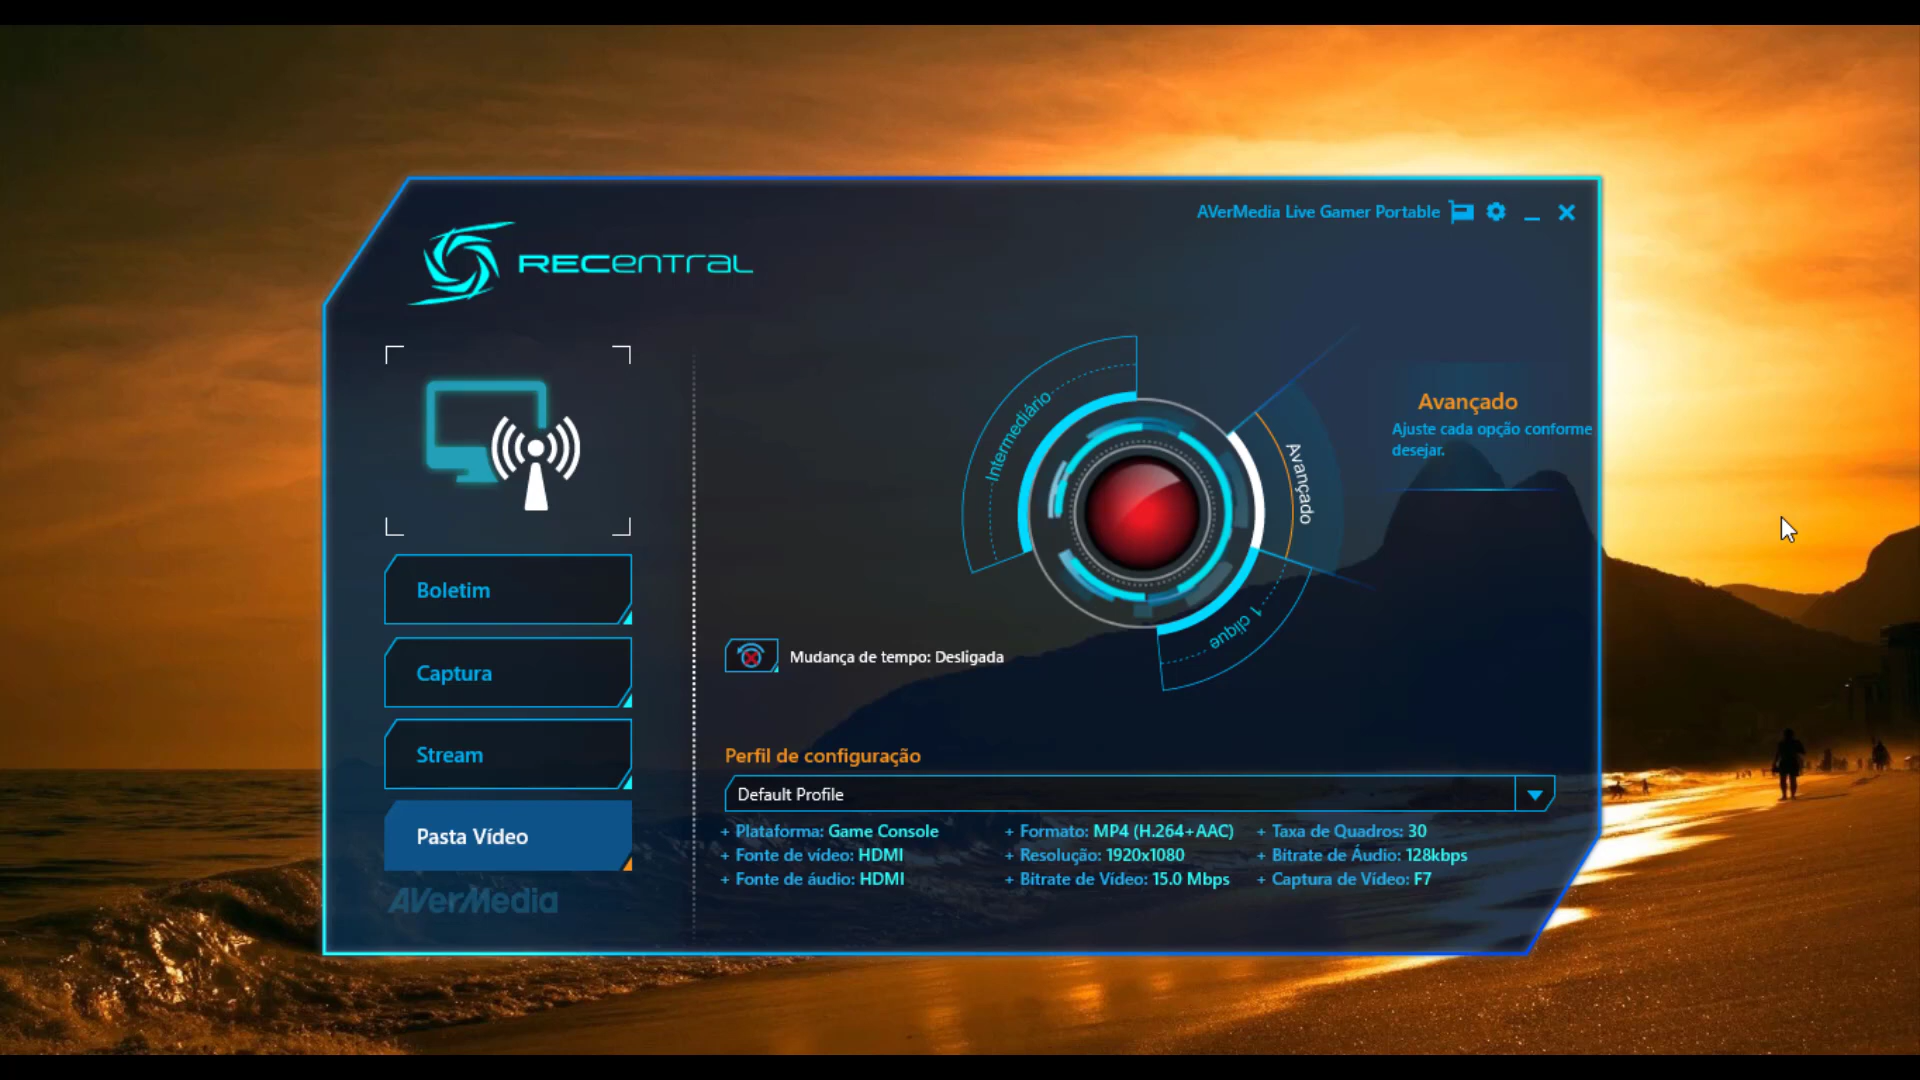 AVerMedia Live Gamer Portable
RECentral
Intermediário
Avançado
1 clique
Avançado
Ajuste cada opção conforme
desejar.
Boletim
Captura
Stream
Pasta Vídeo
AVerMedia
Mudança de tempo: Desligada
Perfil de configuração
Default Profile
+ Plataforma: Game Console
+ Fonte de vídeo: HDMI
+ Fonte de áudio: HDMI
+ Formato: MP4 (H.264+AAC)
+ Resolução: 1920x1080
+ Bitrate de Vídeo: 15.0 Mbps
+ Taxa de Quadros: 30
+ Bitrate de Áudio: 128kbps
+ Captura de Vídeo: F7